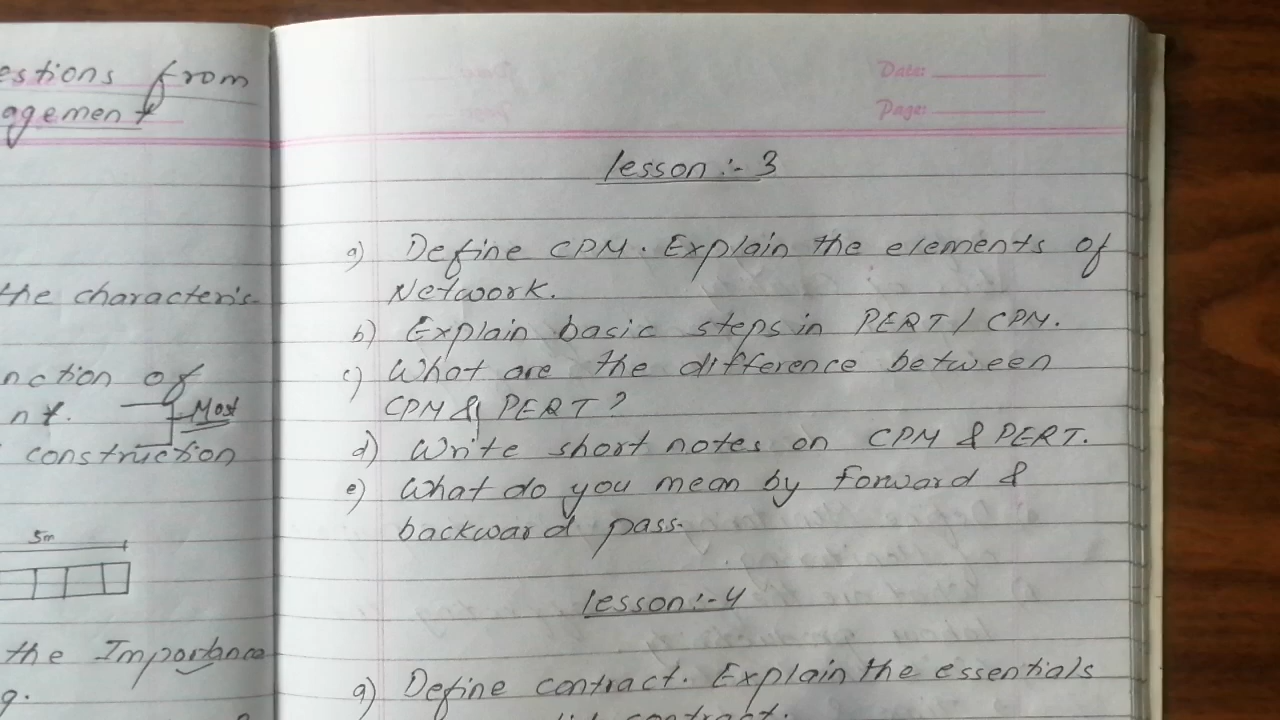 estions from
agement
the characteris
nction of
nt.
Most
construction
5m
the Importance
g.
Date:
Page:
lesson :- 3
a) Define CPM. Explain the elements of
Network.
b) Explain basic steps in PERT/CPM.
c) What are the difference between
CPM & PERT?
d) Write short notes on CPM & PERT.
e) What do you mean by forward &
backward pass.
lesson :- 4
a) Define contract. Explain the essentials
contract.